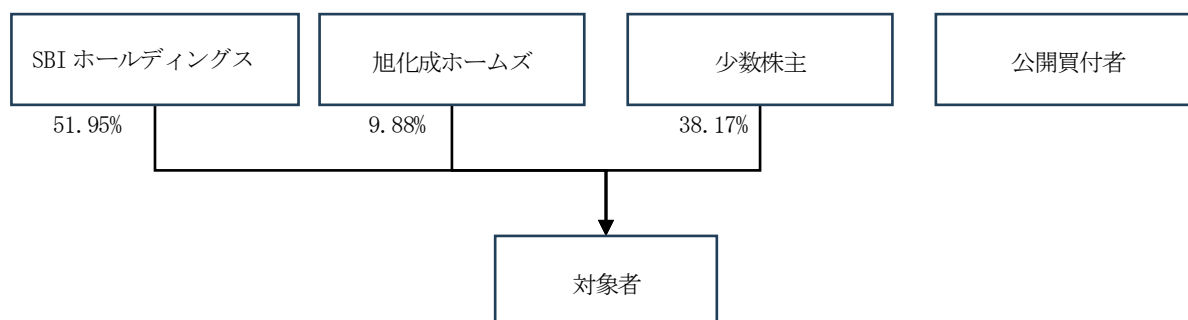 SBI ホールディングス
旭化成ホームズ
少数株主
公開買付者
51.95%
9.88%
38.17%
対象者